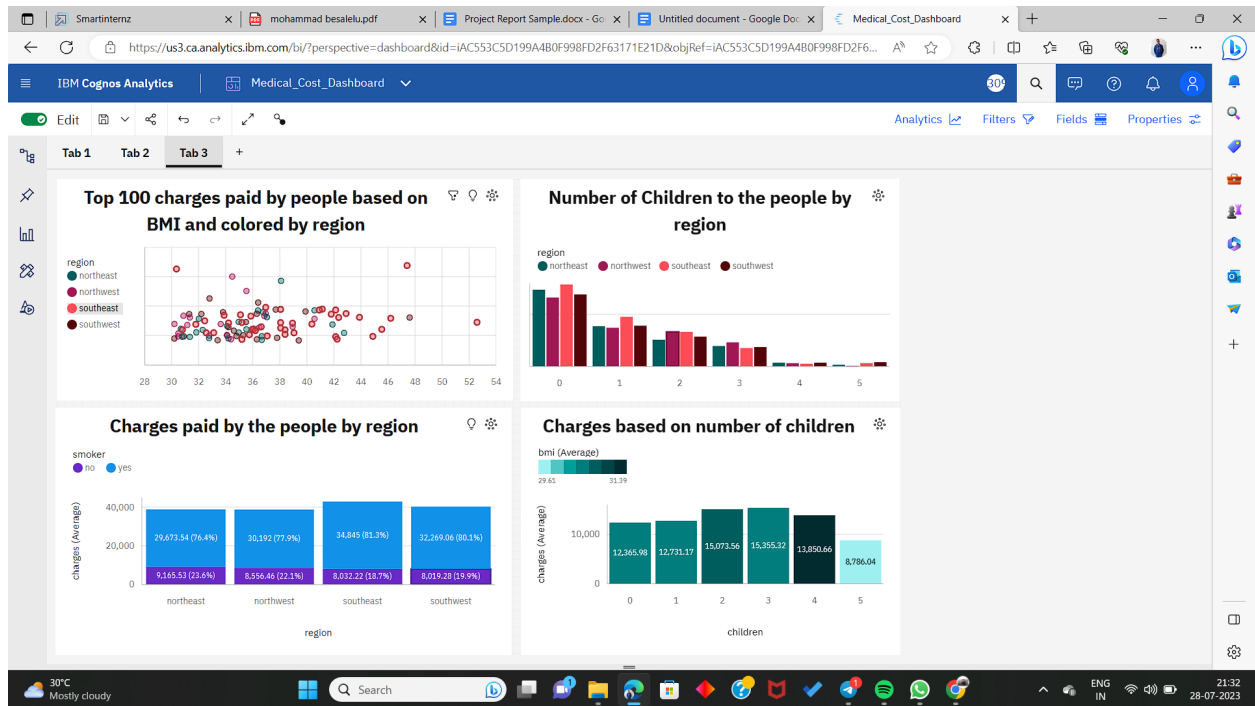 Smartinternz
mohammad besalelu.pdf
Project Report Sample.docx - Go
Untitled document - Google Doc
Medical_Cost_Dashboard
https://us3.ca.analytics.ibm.com/bi/?perspective=dashboard&id=iAC553C5D199A4B0F998FD2F63171E21D&objRef=iAC553C5D199A4B0F998FD2F6...
IBM Cognos Analytics
Medical_Cost_Dashboard
Edit
Analytics
Filters
Fields
Properties
Tab 1
Tab 2
Tab 3
Top 100 charges paid by people based on
BMI and colored by region
region
northeast
northwest
southeast
southwest
28 30 32 34 36 38 40 42 44 46 48 50 52 54
Number of Children to the people by
region
region
northeast northwest southeast southwest
0 1 2 3 4 5
Charges paid by the people by region
smoker
no yes
charges (Average)
40,000
20,000
0
29,673.54 (76.4%) 30,192 (77.9%) 34,845 (81.3%) 32,269.06 (80.1%)
9,165.53 (23.6%) 8,556.46 (22.1%) 8,032.22 (18.7%) 8,019.28 (19.9%)
northeast northwest southeast southwest
region
Charges based on number of children
bmi (Average)
29.61 31.39
charges (Average)
10,000
0
12,365.98 12,731.17 15,073.56 15,355.32 13,850.66 8,786.04
0 1 2 3 4 5
children
30°C
Mostly cloudy
Search
ENG
IN
21:32
28-07-2023